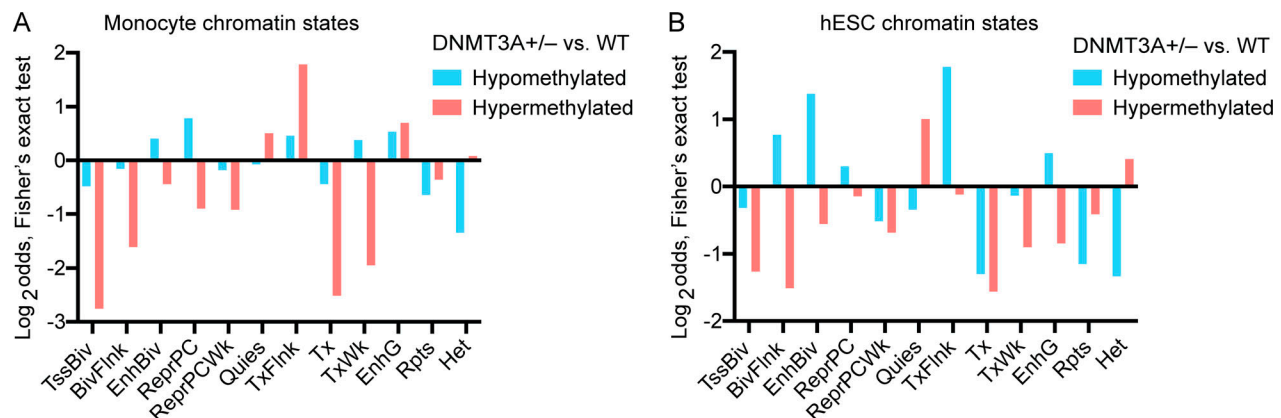 A
Monocyte chromatin states
DNMT3A+/– vs. WT
Hypomethylated
Hypermethylated
Log2odds, Fisher's exact test
2
1
0
-1
-2
-3
TssBiv
BivFlnk
EnhBiv
ReprPC
ReprPCWk
Quies
TxFlnk
Tx
TxWk
EnhG
Rpts
Het
B
hESC chromatin states
DNMT3A+/– vs. WT
Hypomethylated
Hypermethylated
Log2odds, Fisher's exact test
2
1
0
-1
-2
TssBiv
BivFlnk
EnhBiv
ReprPC
ReprPCWk
Quies
TxFlnk
Tx
TxWk
EnhG
Rpts
Het